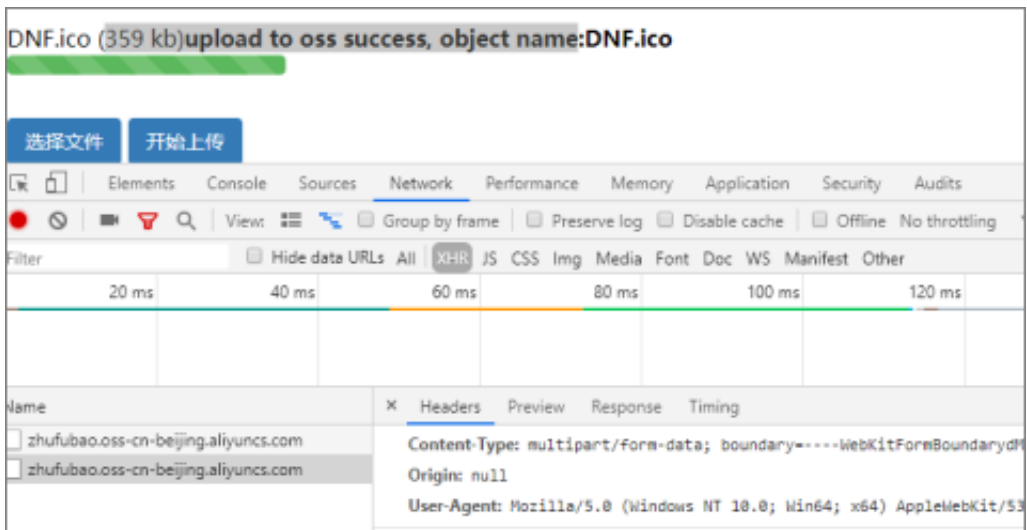 DNF.ico (359 kb)upload to oss success, object name:DNF.ico
选择文件 开始上传
Elements Console Sources Network Performance Memory Application Security Audits
View: Group by frame Preserve log Disable cache Offline No throttling
Filter Hide data URLs All XHR JS CSS Img Media Font Doc WS Manifest Other
20 ms 40 ms 60 ms 80 ms 100 ms 120 ms
Name × Headers Preview Response Timing
zhufubao.oss-cn-beijing.aliyuncs.com
Content-Type: multipart/form-data; boundary=----WebKitFormBoundarydM
zhufubao.oss-cn-beijing.aliyuncs.com
Origin: null
User-Agent: Mozilla/5.0 (Windows NT 10.0; Win64; x64) AppleWebKit/53